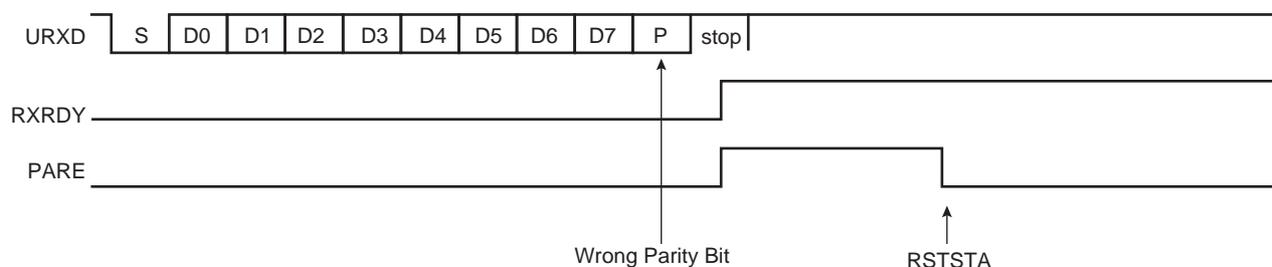 URXD S D0 D1 D2 D3 D4 D5 D6 D7 P stop
RXRDY
PARE
Wrong Parity Bit RSTSTA